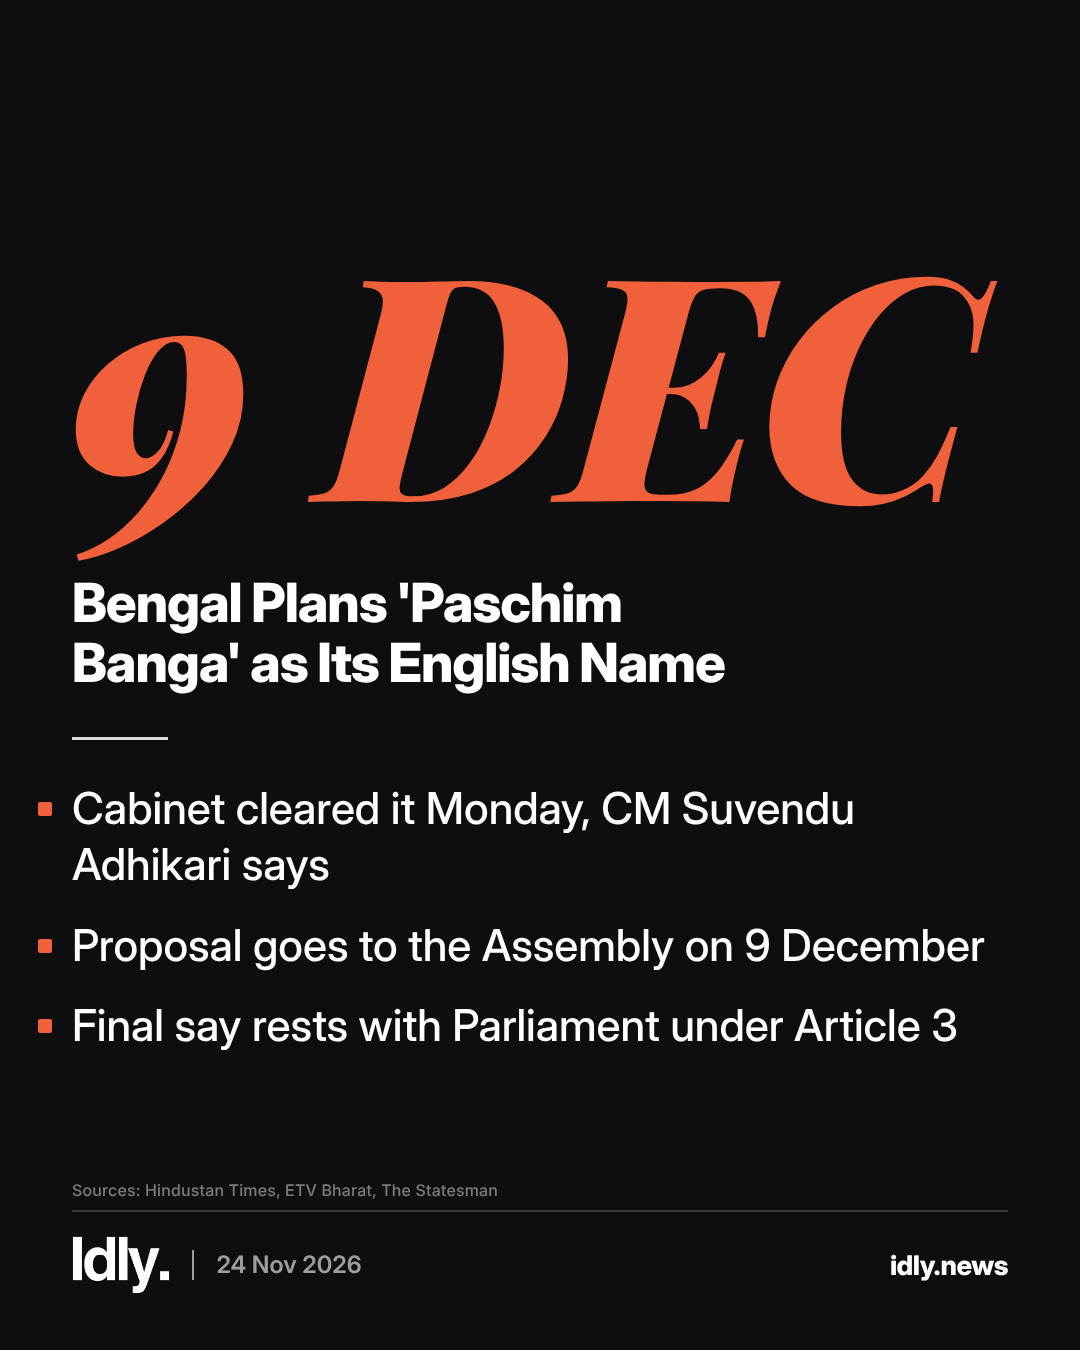 9 DEC
Bengal Plans 'Paschim
Banga' as Its English Name
Cabinet cleared it Monday, CM Suvendu
Adhikari says
Proposal goes to the Assembly on 9 December
Final say rests with Parliament under Article 3
Sources: Hindustan Times, ETV Bharat, The Statesman
Idly. | 24 Nov 2026
idly.news